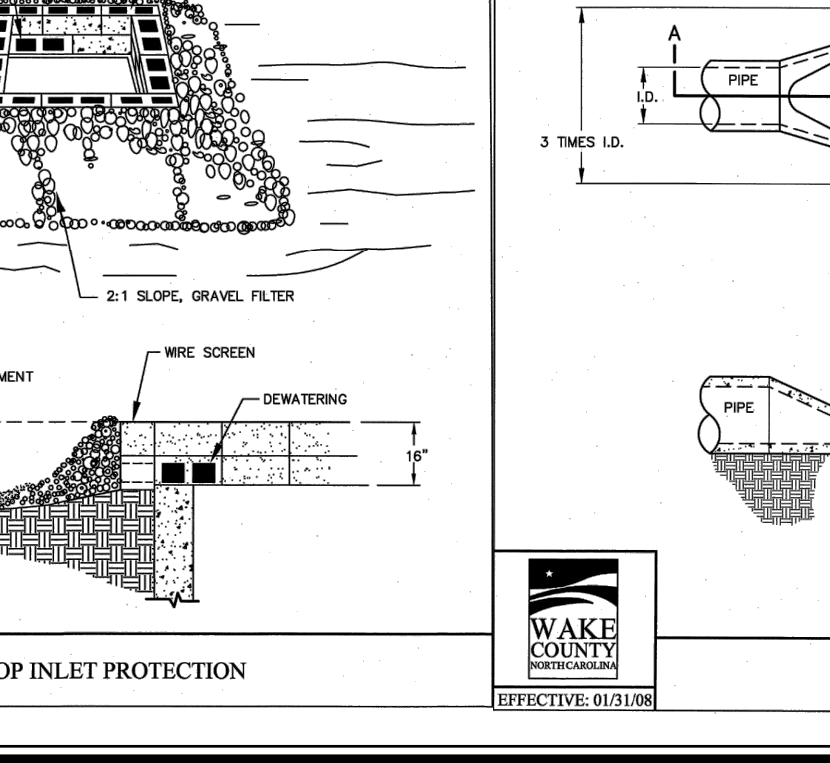 2:1 SLOPE, GRAVEL FILTER
WIRE SCREEN
MENT
DEWATERING
16"
OP INLET PROTECTION
A
PIPE
I.D.
3 TIMES I.D.
PIPE
WAKE
COUNTY
NORTH CAROLINA
EFFECTIVE: 01/31/08